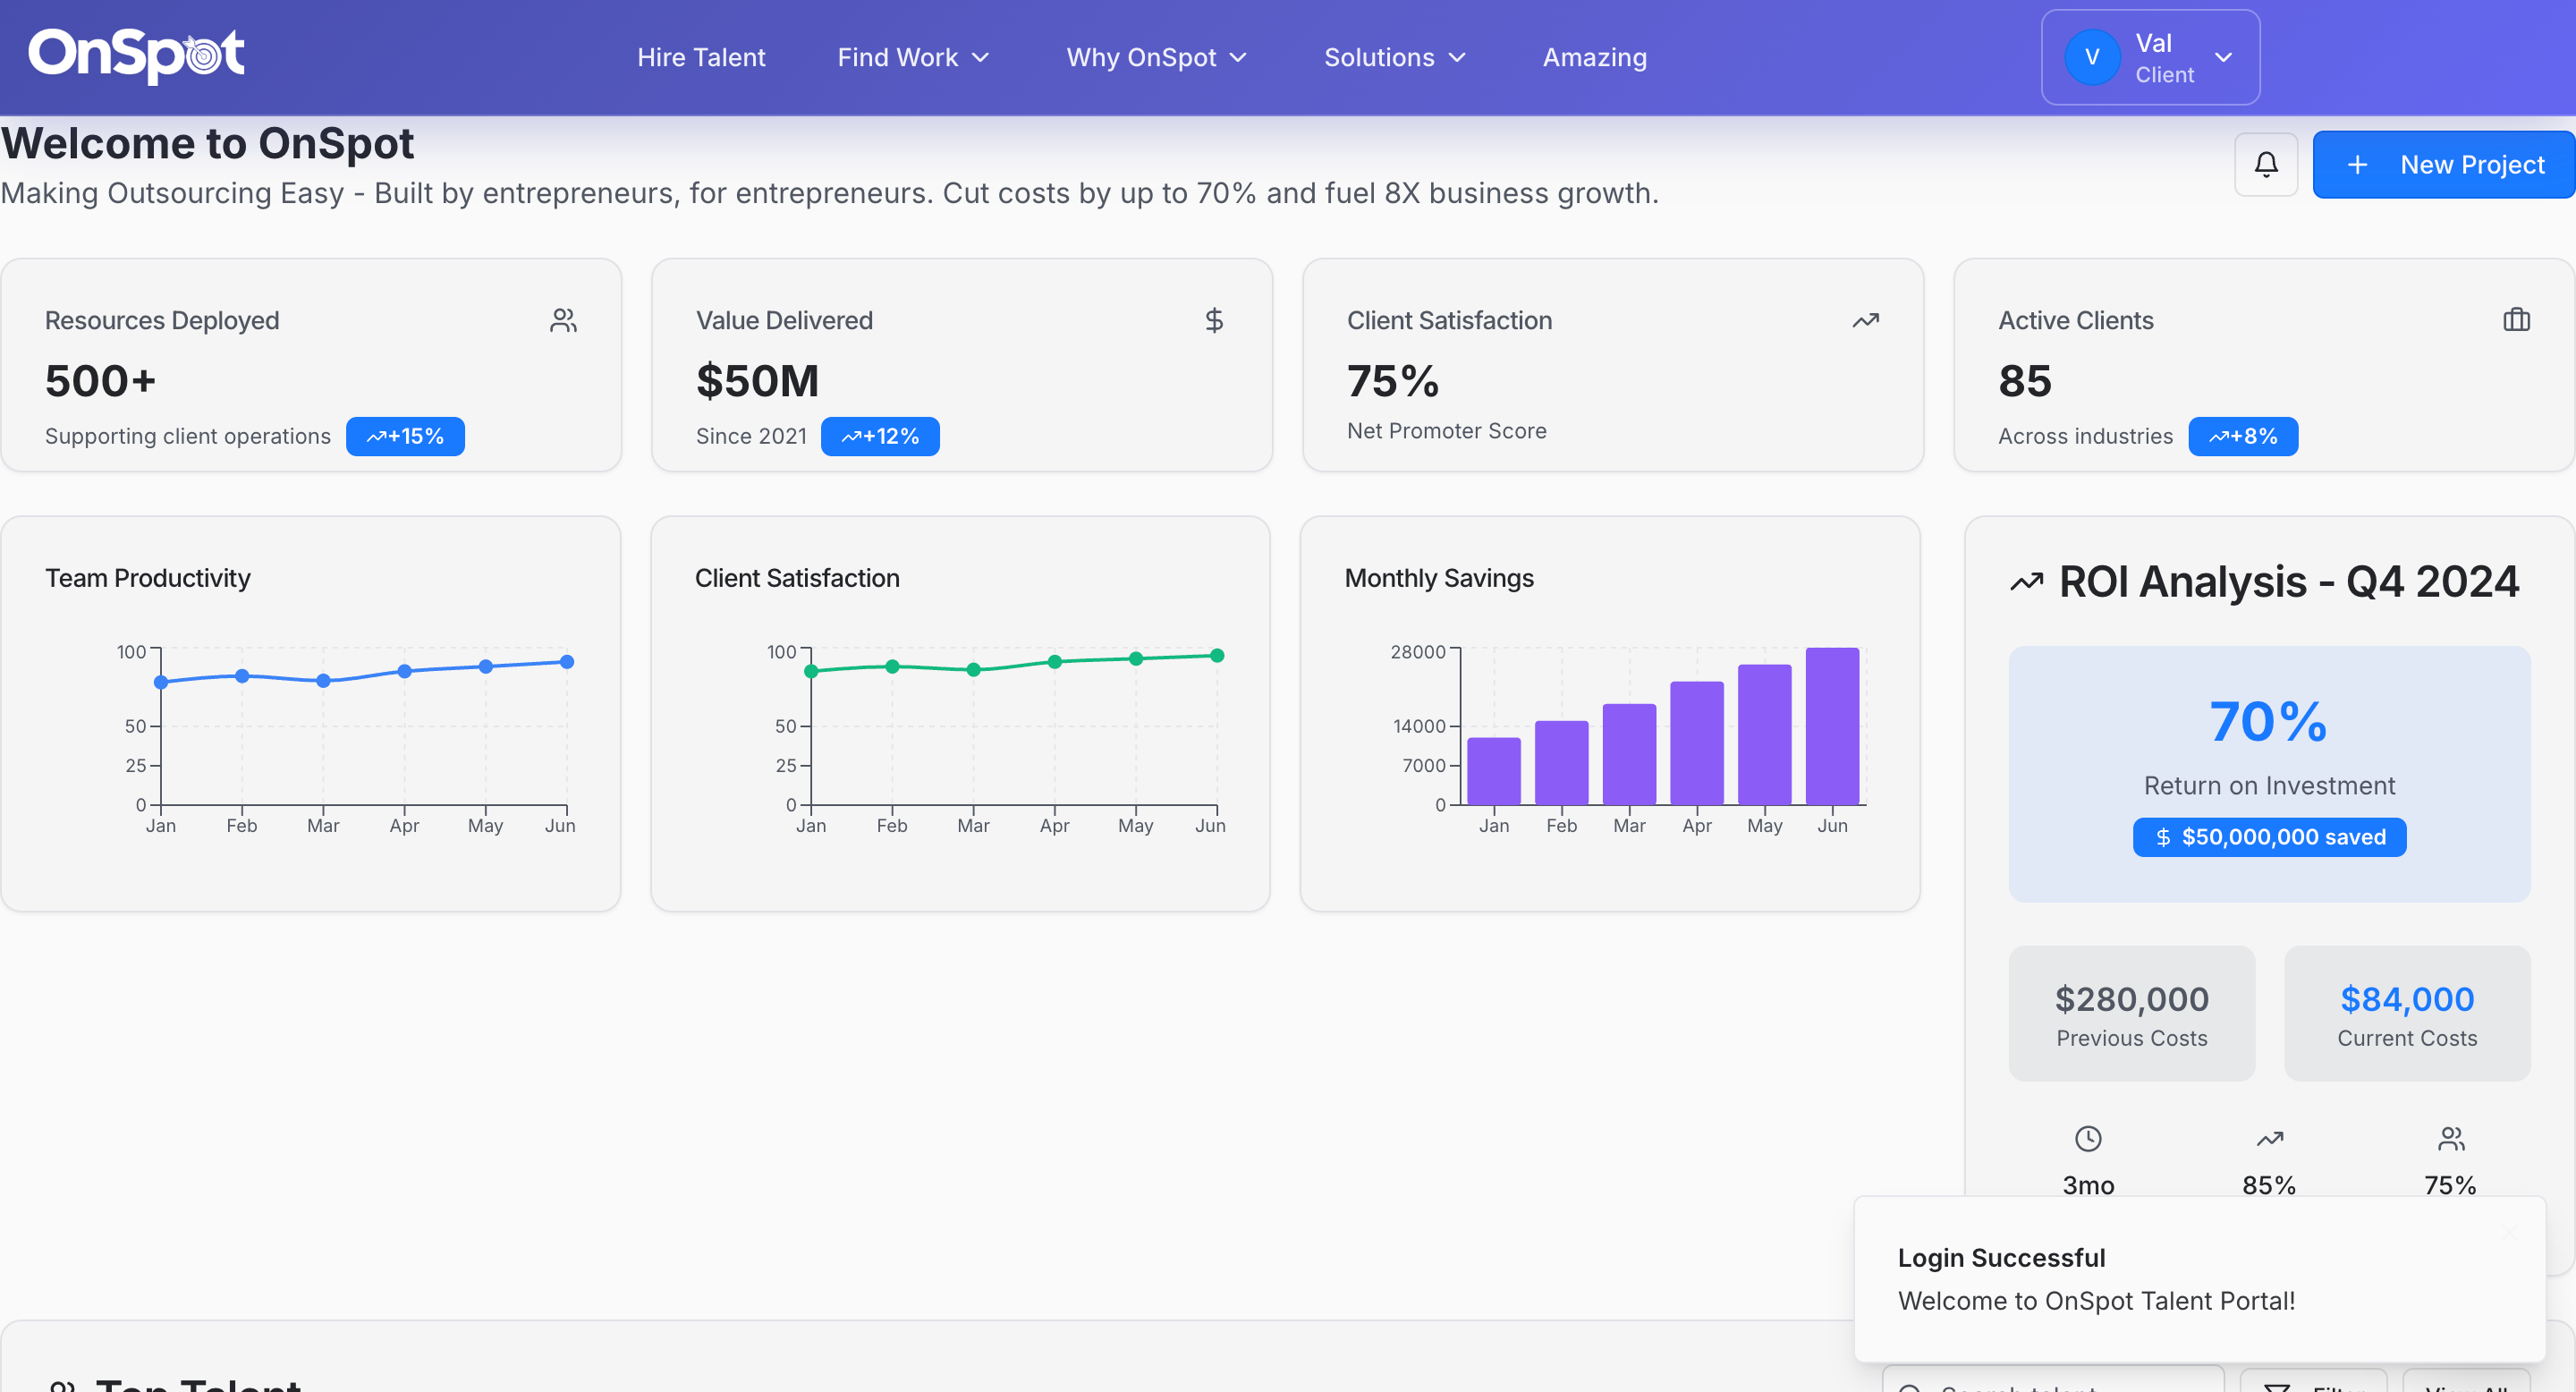 OnSpot
Hire Talent
Find Work
Why OnSpot
Solutions
Amazing
V
Val
Client
Welcome to OnSpot
Making Outsourcing Easy - Built by entrepreneurs, for entrepreneurs. Cut costs by up to 70% and fuel 8X business growth.
+ New Project
Resources Deployed
500+
Supporting client operations
+15%
Value Delivered
$
$50M
Since 2021
+12%
Client Satisfaction
75%
Net Promoter Score
Active Clients
85
Across industries
+8%
Team Productivity
100
50
25
0
Jan Feb Mar Apr May Jun
Client Satisfaction
100
50
25
0
Jan Feb Mar Apr May Jun
Monthly Savings
28000
14000
7000
0
Jan Feb Mar Apr May Jun
ROI Analysis - Q4 2024
70%
Return on Investment
$ $50,000,000 saved
$280,000
Previous Costs
$84,000
Current Costs
3mo
85%
75%
Login Successful
Welcome to OnSpot Talent Portal!
Top Talent
Search talent
Filter
View All